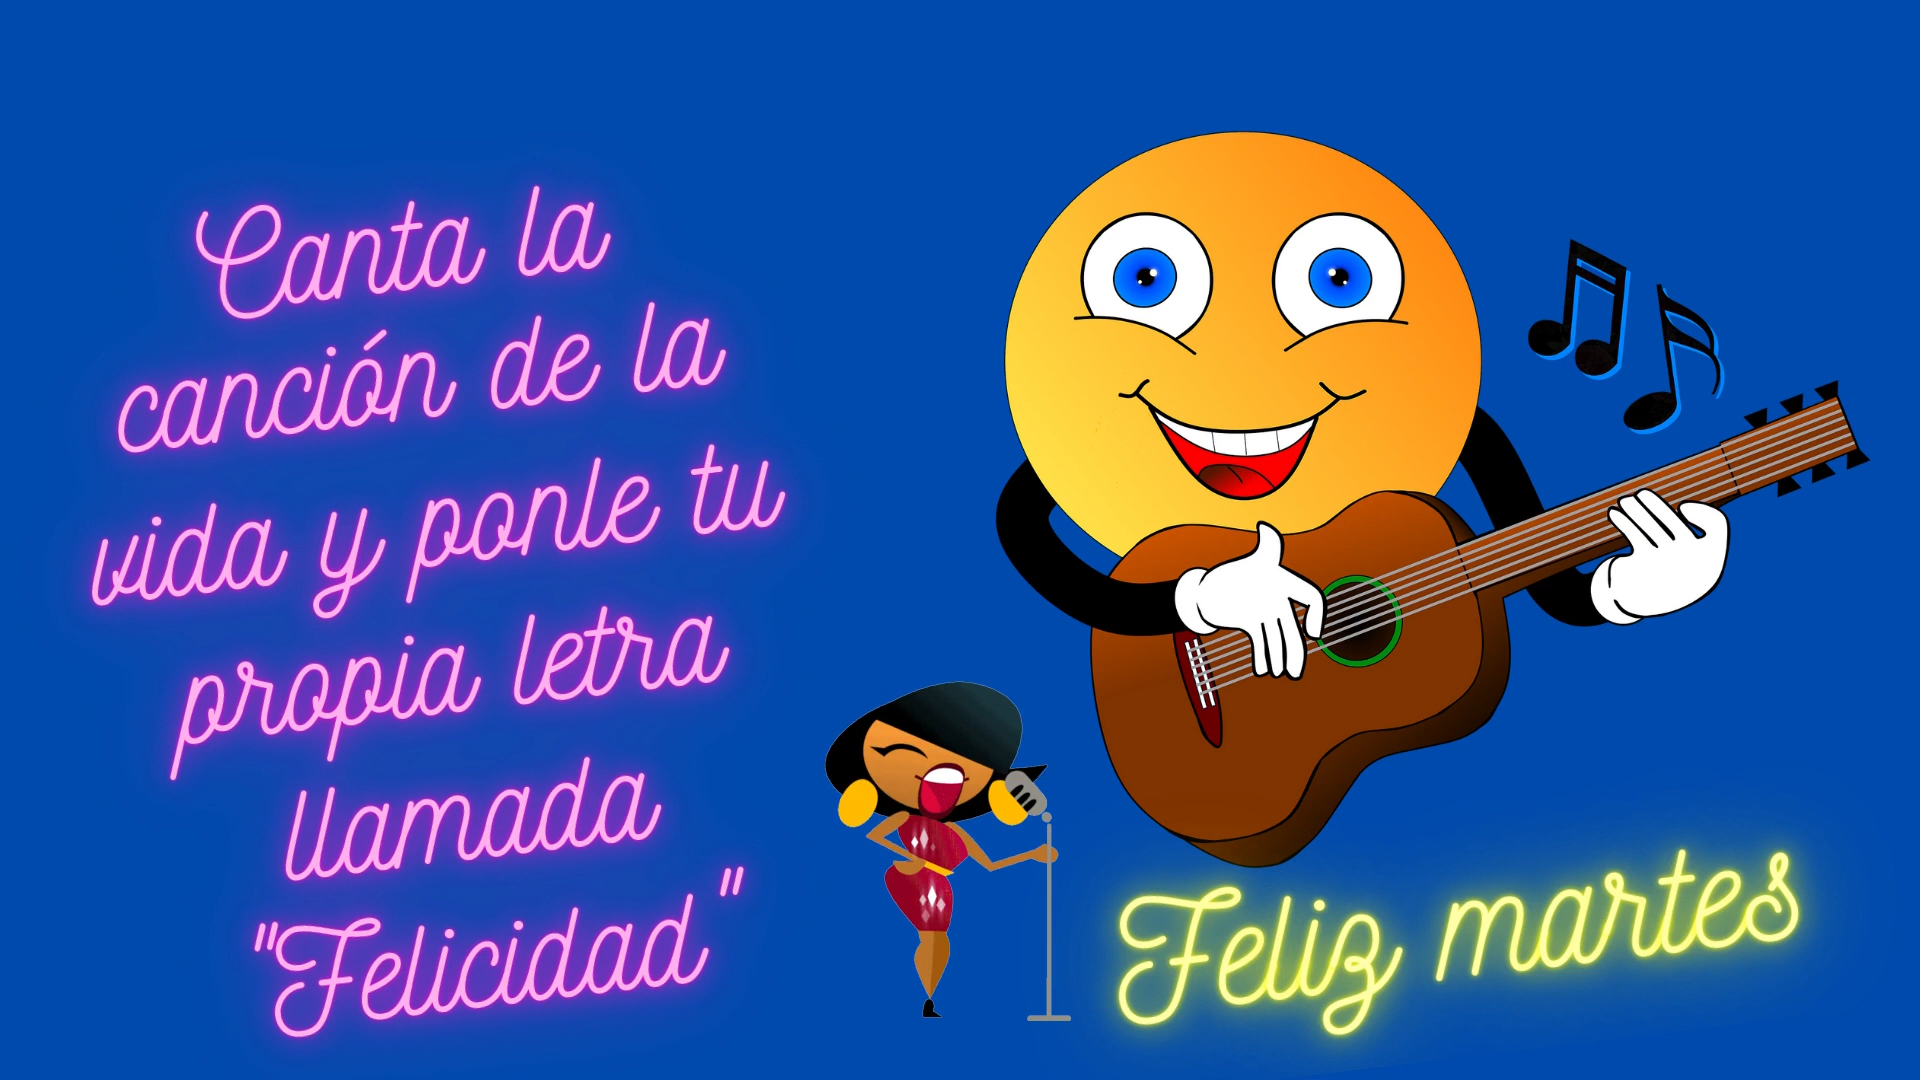 Canta la
canción de la
vida y ponle tu
propia letra
llamada
"Felicidad"
Feliz martes